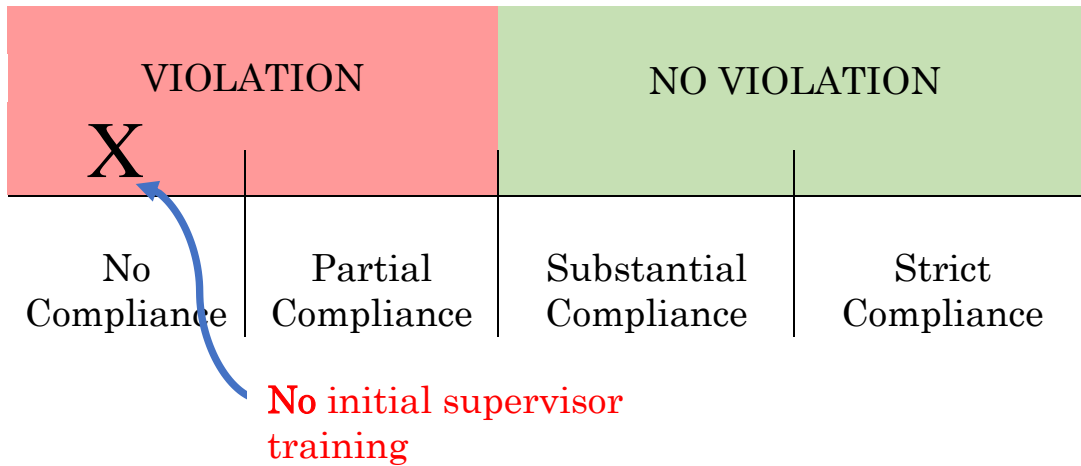 VIOLATION
NO VIOLATION
X
No
Compliance
Partial
Compliance
Substantial
Compliance
Strict
Compliance
No initial supervisor
training